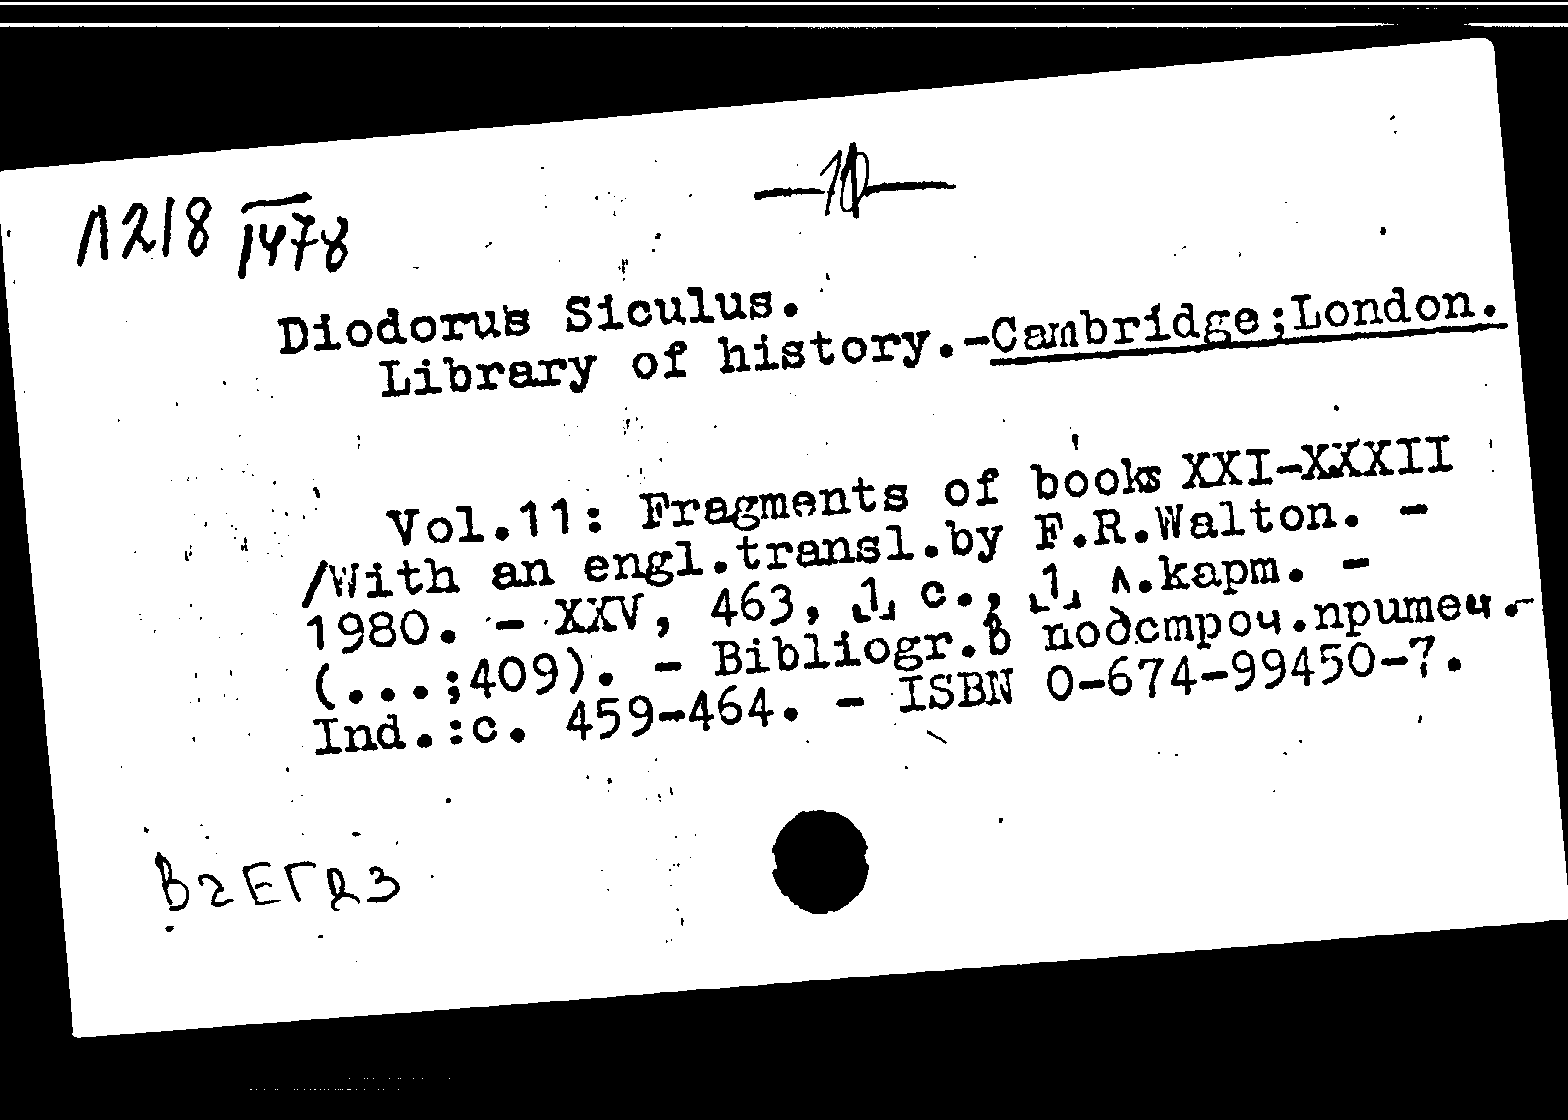 Л218 1478
Diodorus Siculus.
Library of history.-Cambridge;London.
Vol.11: Fragments of books XXI-XXXII
/With an engl.transl.by F.R.Walton. -
1980. - XXV, 463, [1] с., [1] л.карт. -
(...;409). - Bibliogr.в подстроч.примеч.-
Ind.:с. 459-464. - ISBN 0-674-99450-7.